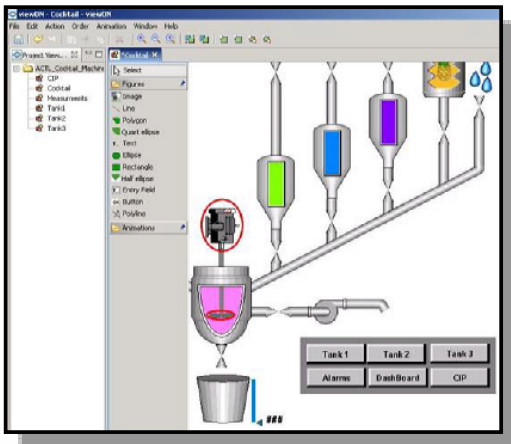 viewON - Cocktail - viewON
File Edit Action Order Animation Window Help
Project View...
*Cocktail
ACTL_Cocktail_Machine
CIP
Cocktail
Measurements
Tank1
Tank2
Tank3
Select
Figures
Image
Line
Polygon
Quart ellipse
Text
Ellipse
Rectangle
Half ellipse
Entry Field
Button
Polyline
Animations
Tank 1 Tank 2 Tank 3
Alarms DashBoard CIP
###